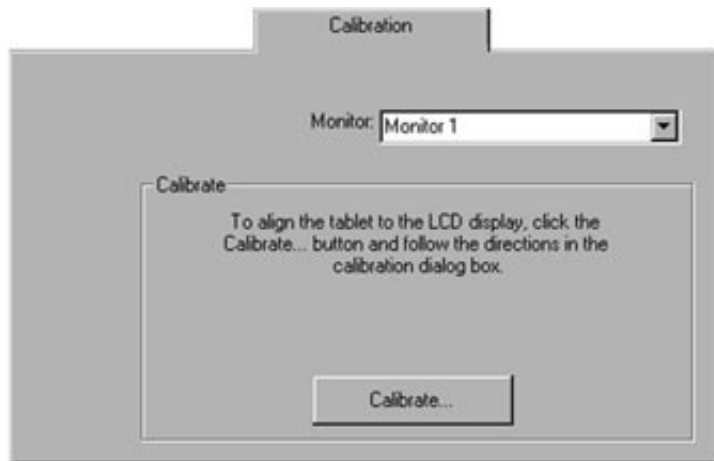 Calibration
Monitor: Monitor 1
Calibrate
To align the tablet to the LCD display, click the
Calibrate... button and follow the directions in the
calibration dialog box.
Calibrate...